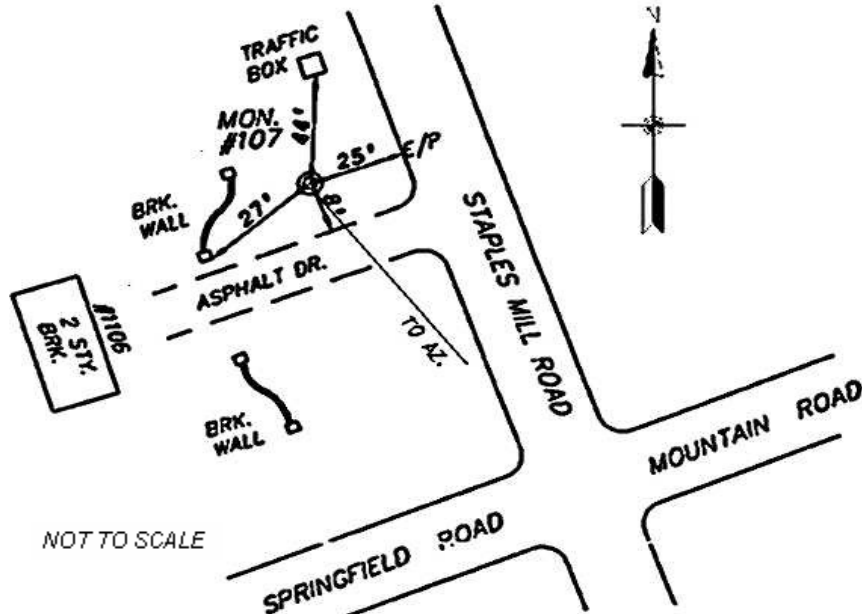 N
TRAFFIC
BOX
MON.
#107
44'
25'
E/P
BRK.
WALL
27'
8'
STAPLES MILL ROAD
ASPHALT DR.
#1106
2 STY.
BRK.
TO AZ.
BRK.
WALL
MOUNTAIN ROAD
NOT TO SCALE
SPRINGFIELD ROAD